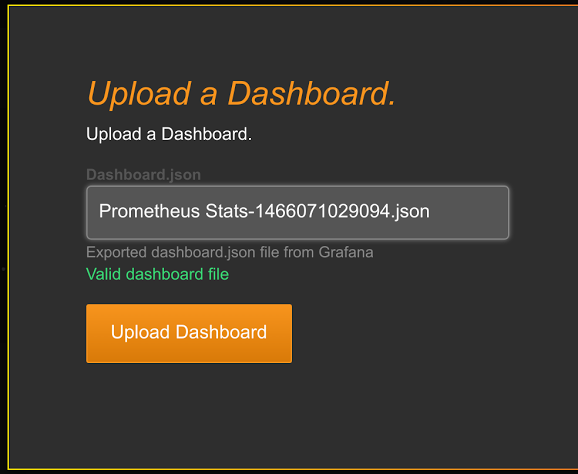 Upload a Dashboard.
Upload a Dashboard.
Dashboard.json
Prometheus Stats-1466071029094.json
Exported dashboard.json file from Grafana
Valid dashboard file
Upload Dashboard